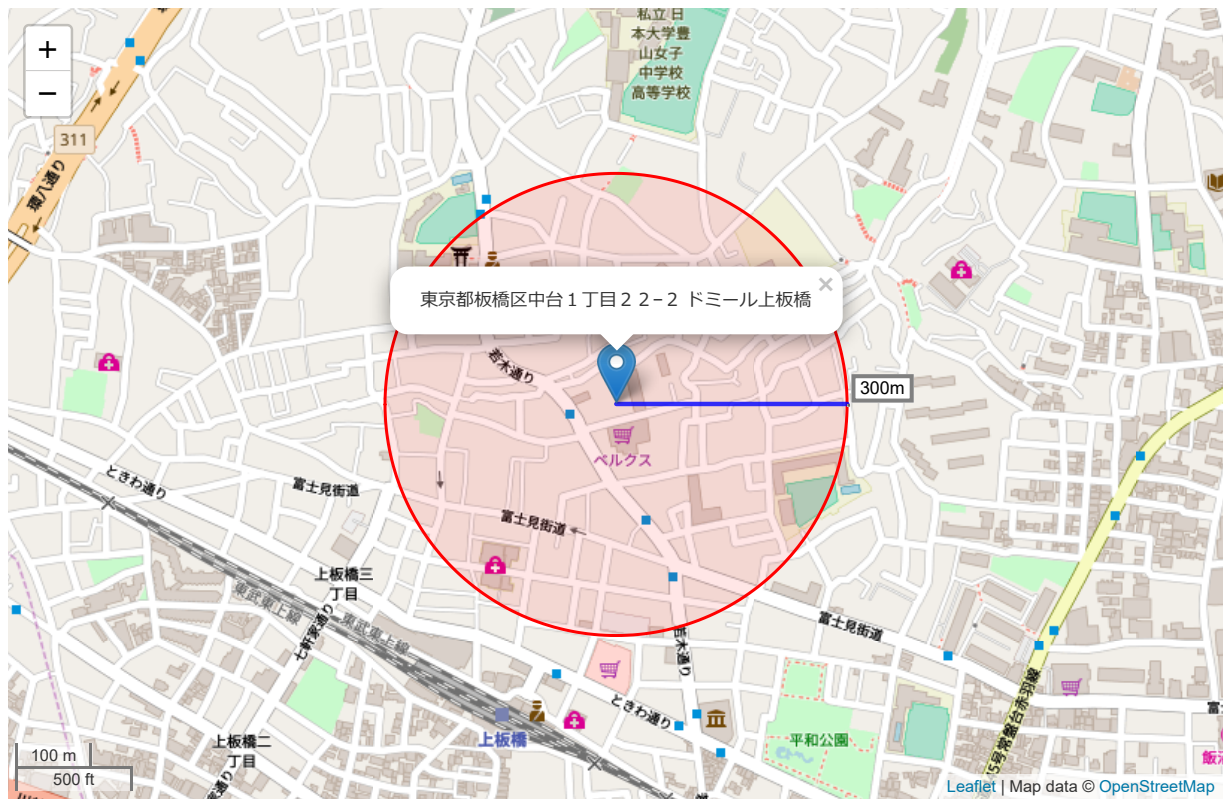 +
−
私立 日
本大学豊
山女子
中学校
高等学校
311
環八通り
×
東京都板橋区中台１丁目２２−２ ドミール上板橋
若木通り
300m
ベルクス
ときわ通り
富士見街道
富士見街道
上板橋三
丁目
東武東上線
東武東上線
七軒家通り
若木通り
富士見街道
ときわ通り
上板橋
平和公園
上板橋二
丁目
100 m
500 ft
Leaflet | Map data © OpenStreetMap